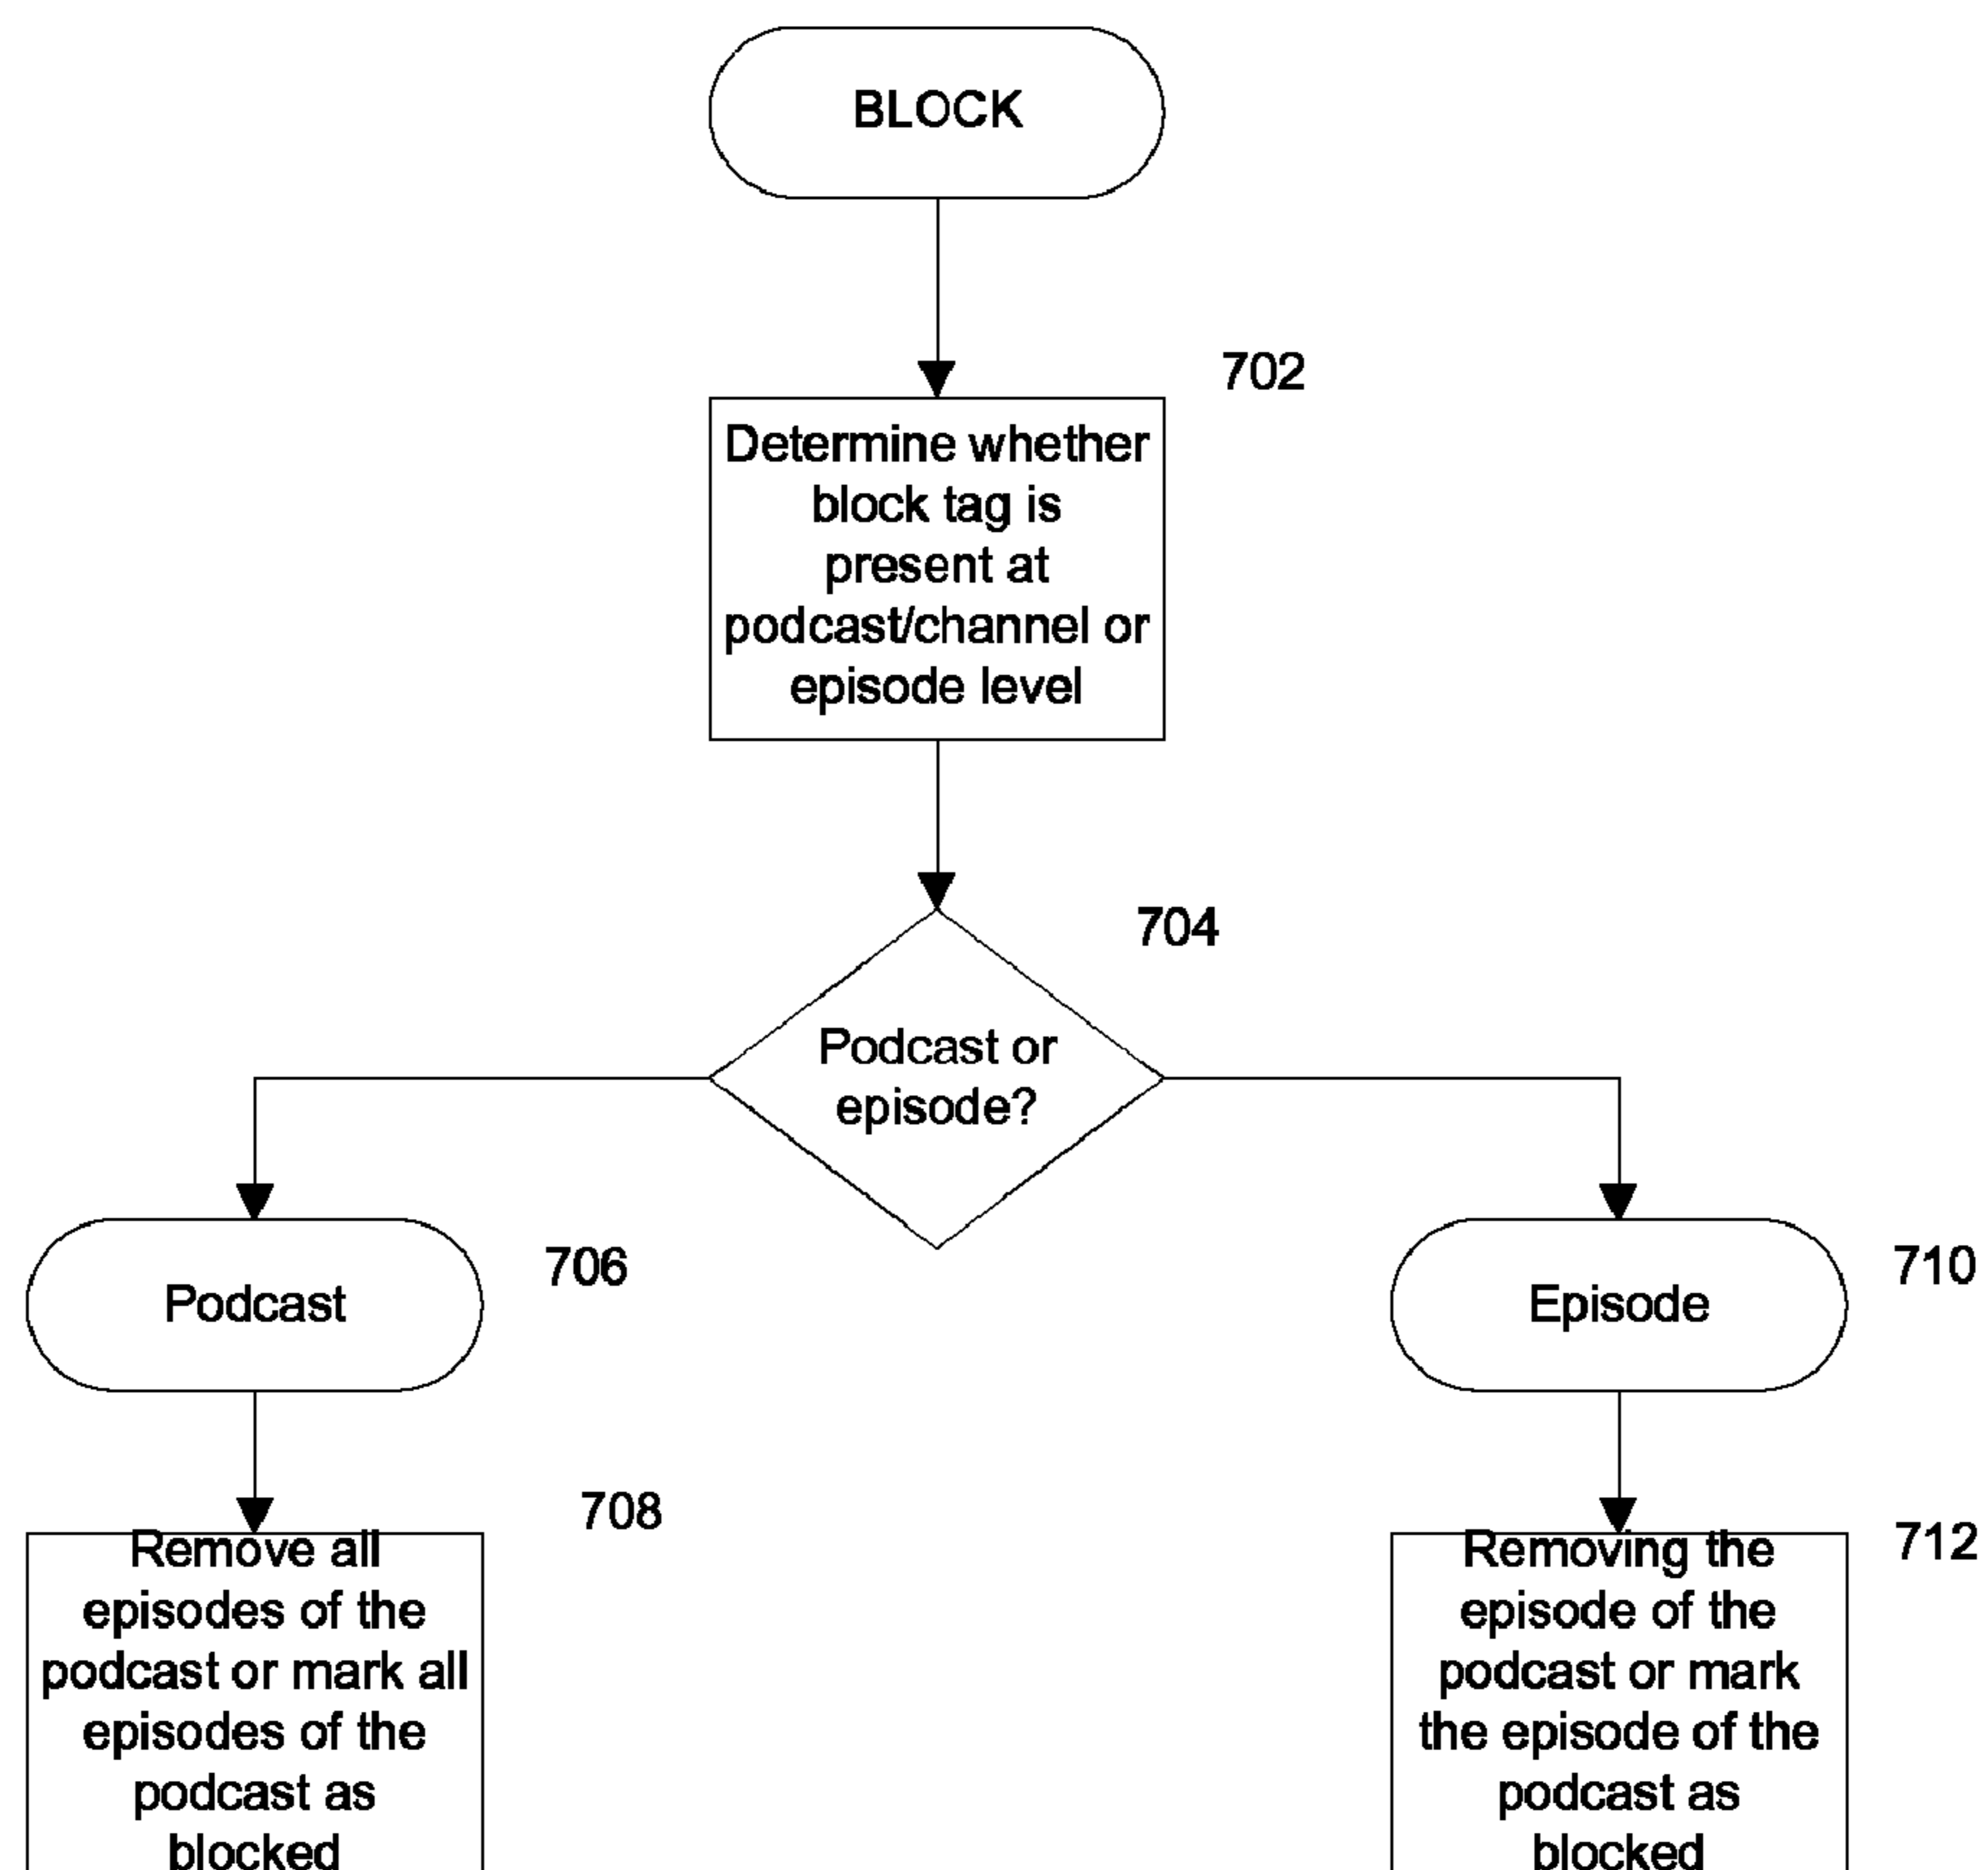 BLOCK
702
Determine whether
block tag is
present at
podcast/channel or
episode level
704
Podcast or
episode?
706
Podcast
710
Episode
708
Remove all
episodes of the
podcast or mark all
episodes of the
podcast as
blocked
712
Removing the
episode of the
podcast or mark
the episode of the
podcast as
blocked